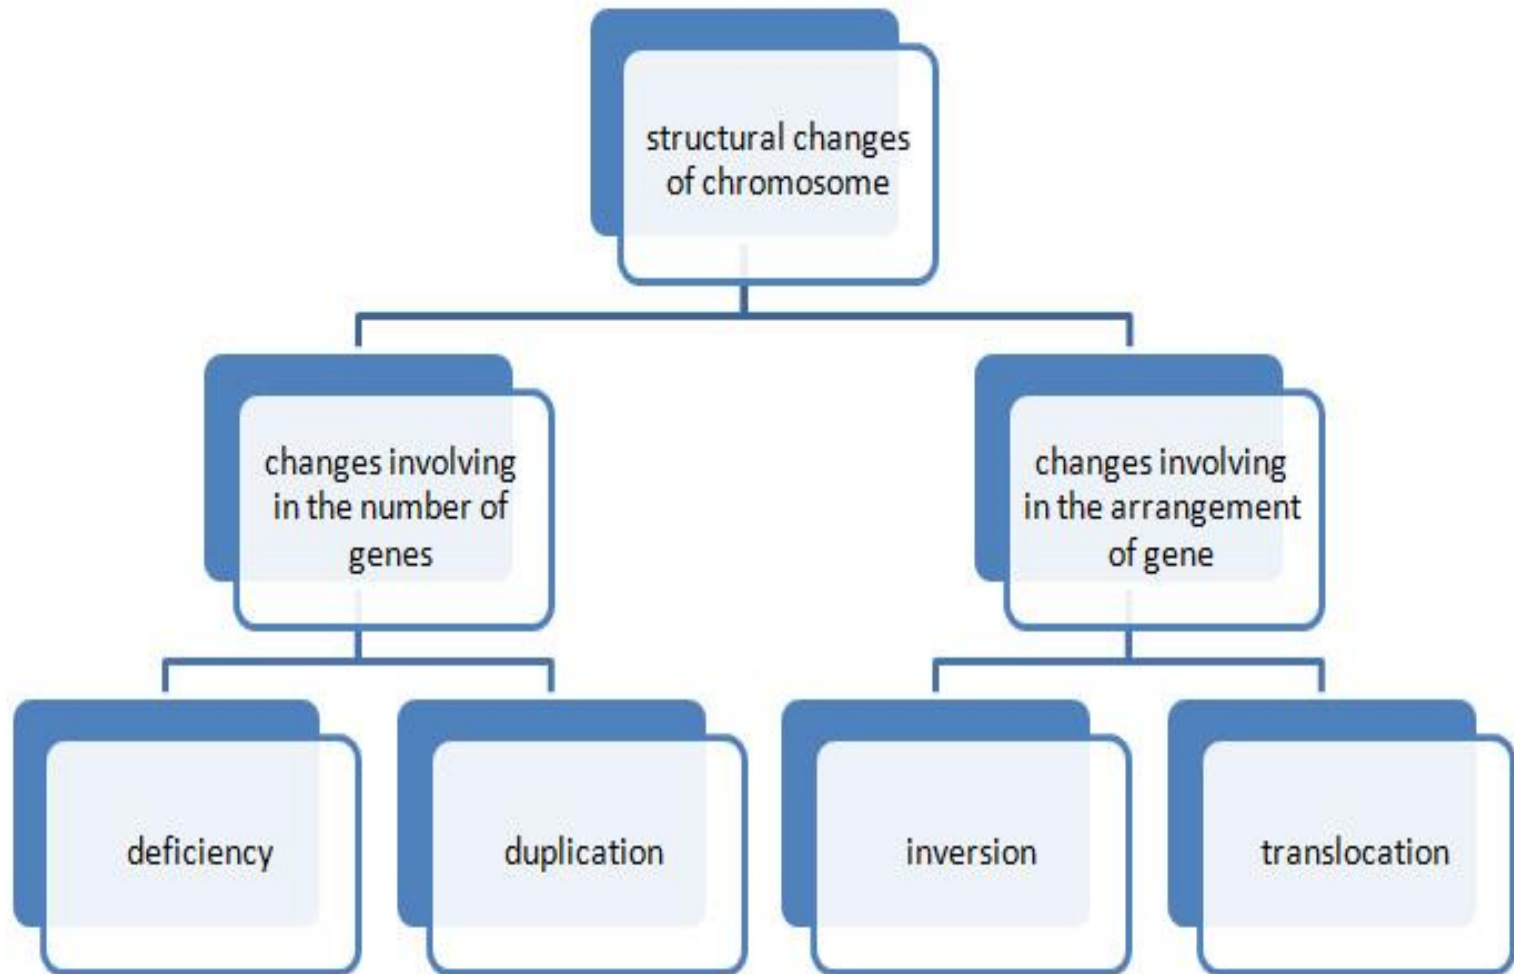 structural changes
of chromosome
changes involving
in the number of
genes
changes involving
in the arrangement
of gene
deficiency
duplication
inversion
translocation